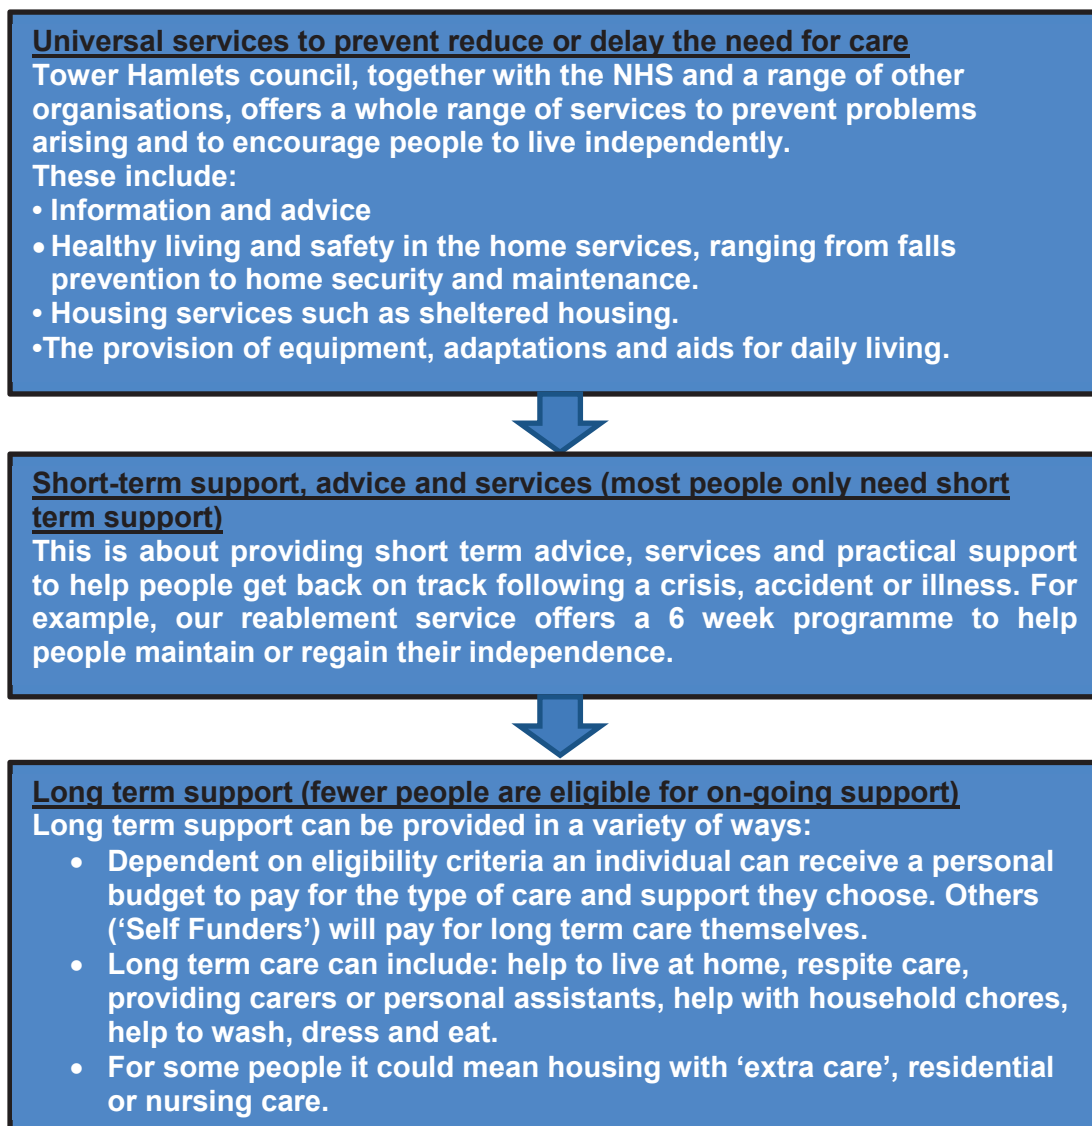 Universal services to prevent reduce or delay the need for care
Tower Hamlets council, together with the NHS and a range of other
organisations, offers a whole range of services to prevent problems
arising and to encourage people to live independently.
These include:
• Information and advice
• Healthy living and safety in the home services, ranging from falls
prevention to home security and maintenance.
• Housing services such as sheltered housing.
•The provision of equipment, adaptations and aids for daily living.
Short-term support, advice and services (most people only need short
term support)
This is about providing short term advice, services and practical support
to help people get back on track following a crisis, accident or illness. For
example, our reablement service offers a 6 week programme to help
people maintain or regain their independence.
Long term support (fewer people are eligible for on-going support)
Long term support can be provided in a variety of ways:
• Dependent on eligibility criteria an individual can receive a personal
budget to pay for the type of care and support they choose. Others
(‘Self Funders’) will pay for long term care themselves.
• Long term care can include: help to live at home, respite care,
providing carers or personal assistants, help with household chores,
help to wash, dress and eat.
• For some people it could mean housing with ‘extra care’, residential
or nursing care.